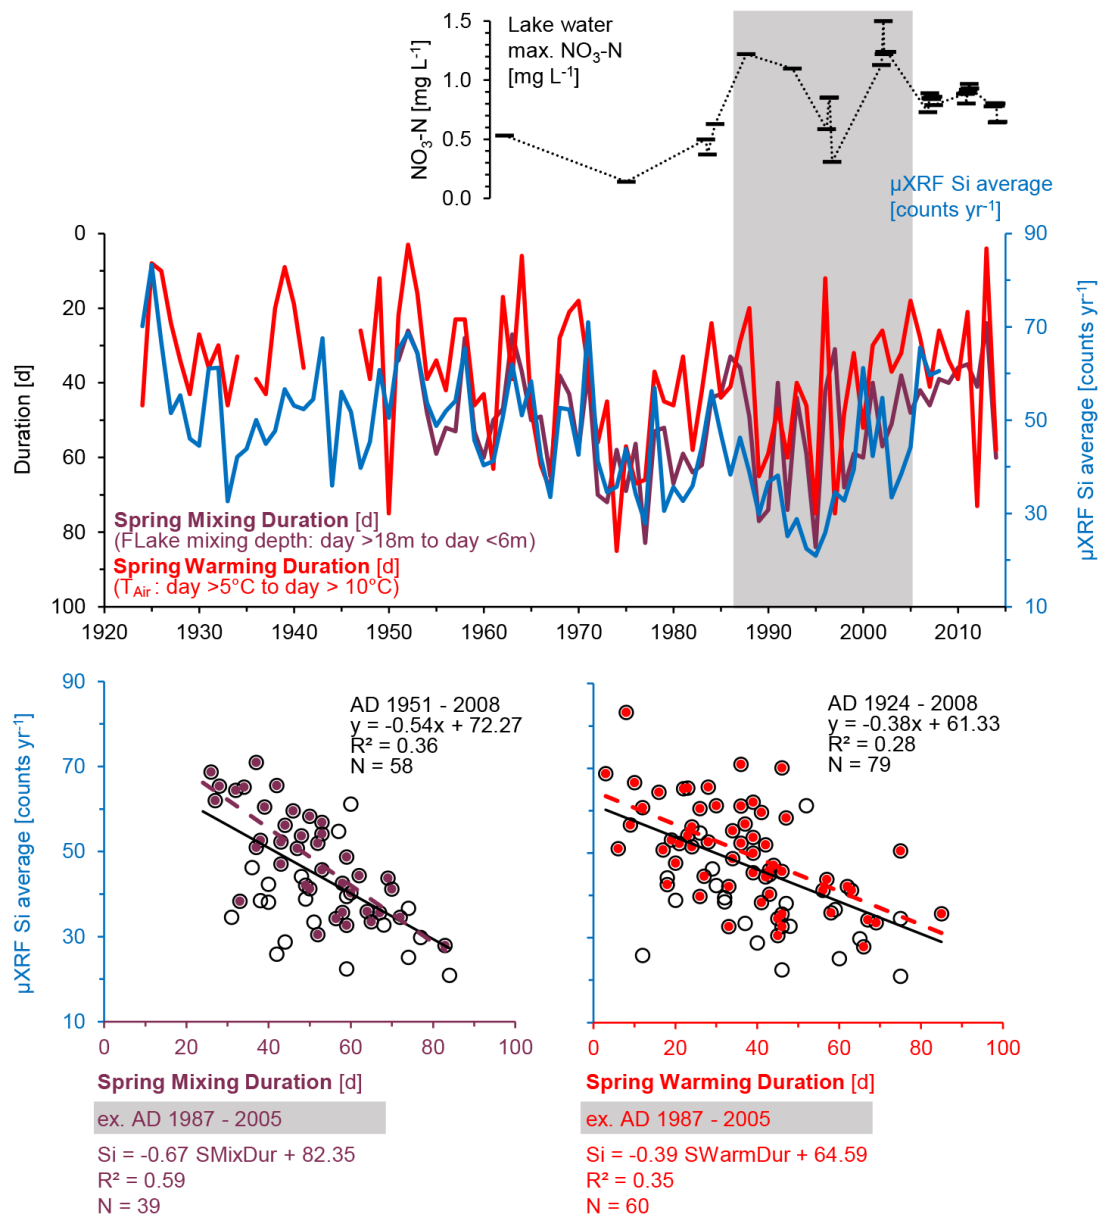 Lake water
max. NO₃-N
[mg L⁻¹]
NO₃-N [mg L⁻¹]
1.5
1.0
0.5
0.0
µXRF Si average
[counts yr⁻¹]
Duration [d]
0
20
40
60
80
100
90
70
50
30
10
µXRF Si average [counts yr⁻¹]
Spring Mixing Duration [d]
(FLake mixing depth: day >18m to day <6m)
Spring Warming Duration [d]
(T_Air : day >5°C to day > 10°C)
1920 1930 1940 1950 1960 1970 1980 1990 2000 2010
µXRF Si average [counts yr⁻¹]
90
70
50
30
10
AD 1951 - 2008
y = -0.54x + 72.27
R² = 0.36
N = 58
0 20 40 60 80 100
Spring Mixing Duration [d]
ex. AD 1987 - 2005
Si = -0.67 SMixDur + 82.35
R² = 0.59
N = 39
AD 1924 - 2008
y = -0.38x + 61.33
R² = 0.28
N = 79
0 20 40 60 80 100
Spring Warming Duration [d]
ex. AD 1987 - 2005
Si = -0.39 SWarmDur + 64.59
R² = 0.35
N = 60